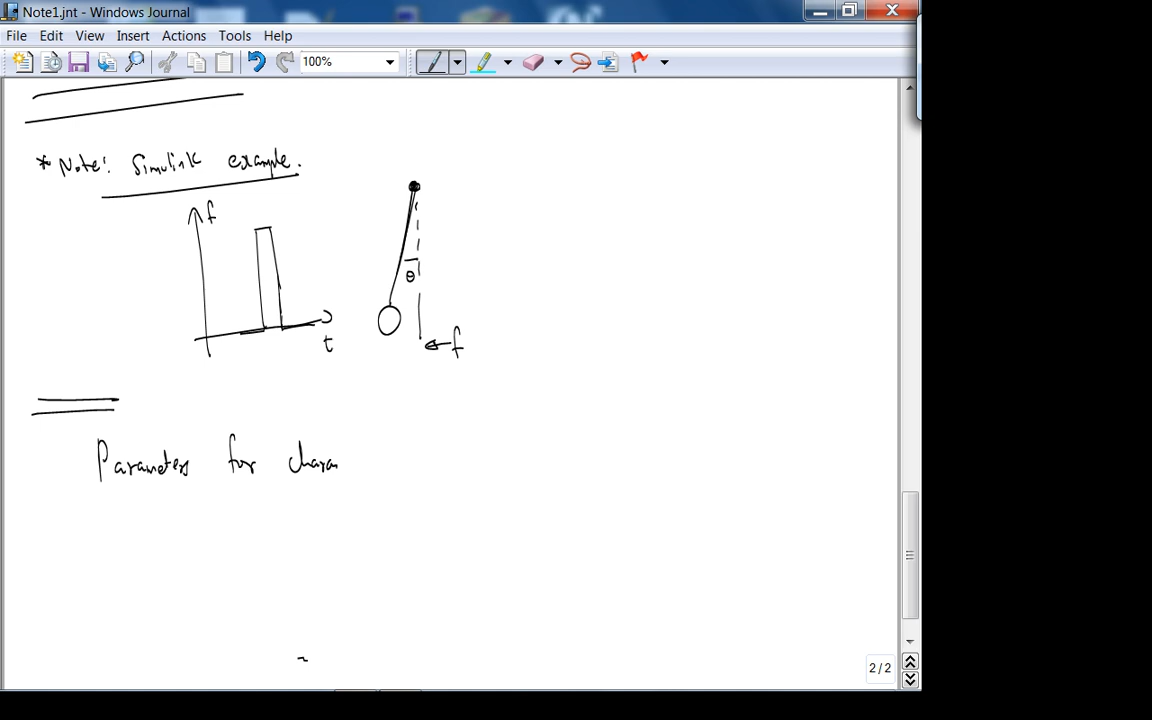 Note1.jnt - Windows Journal
File Edit View Insert Actions Tools Help
100%
* Note: Simulink example.
f
θ
t
f
Parameters for chara
2 / 2